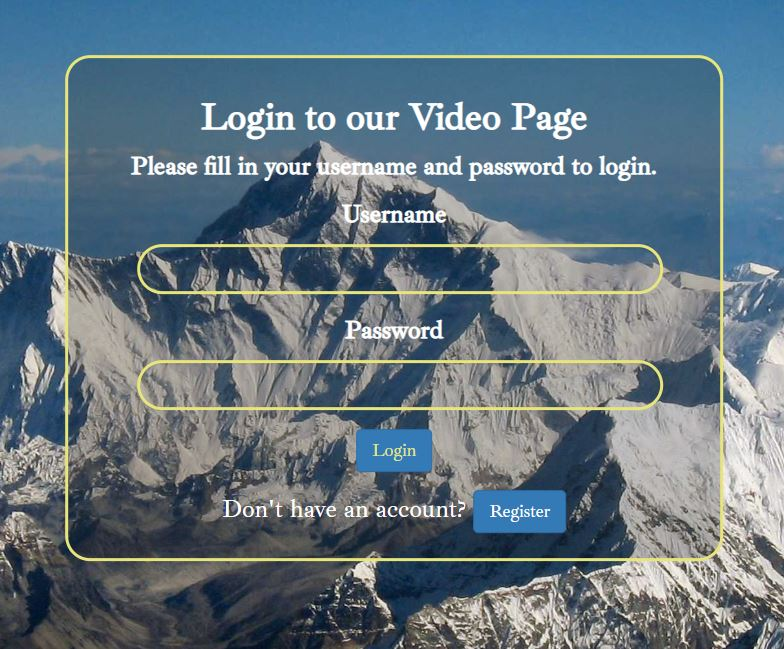 Login to our Video Page
Please fill in your username and password to login.
Username
Password
Login
Don't have an account? Register